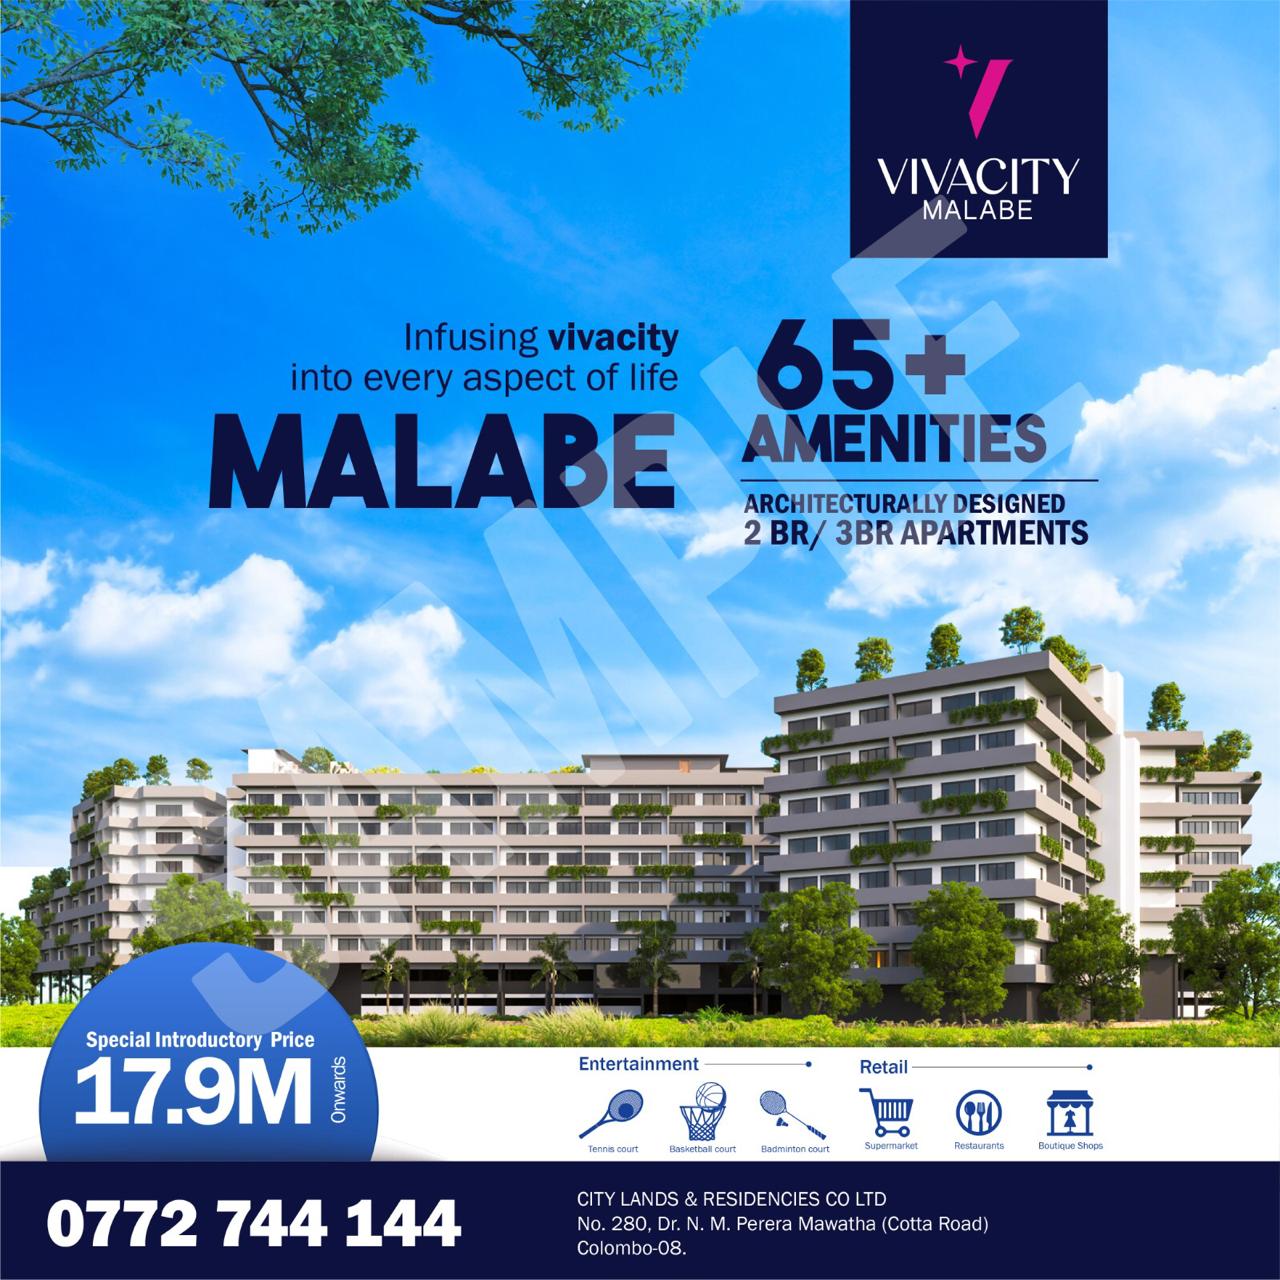 VIVACITY
MALABE
Infusing vivacity
into every aspect of life
MALABE
65+
AMENITIES
ARCHITECTURALLY DESIGNED
2 BR/ 3BR APARTMENTS
SAMPLE
Special Introductory Price
17.9M
Onwards
Entertainment
Tennis court
Basketball court
Badminton court
Retail
Supermarket
Restaurants
Boutique Shops
0772 744 144
CITY LANDS & RESIDENCIES CO LTD
No. 280, Dr. N. M. Perera Mawatha (Cotta Road)
Colombo-08.